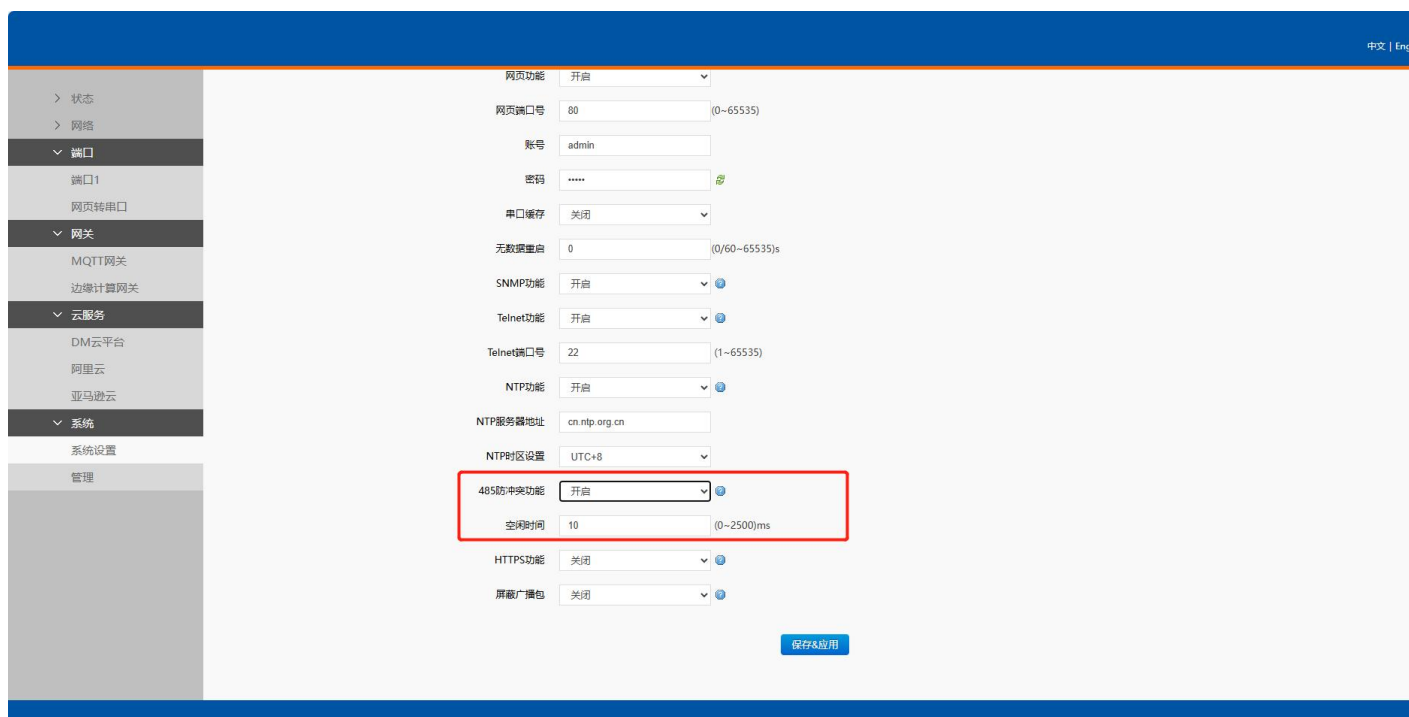 中文 | Eng
网页功能 开启
状态
网页端口号 80 (0~65535)
网络
账号 admin
端口
密码 •••••
端口1
网页转串口
串口缓存 关闭
网关
无数据重启 0 (0/60~65535)s
MQTT网关
SNMP功能 开启
边缘计算网关
云服务
Telnet功能 开启
DM云平台
Telnet端口号 22 (1~65535)
阿里云
NTP功能 开启
亚马逊云
系统
NTP服务器地址 cn.ntp.org.cn
系统设置
NTP时区设置 UTC+8
管理
485防冲突功能 开启
空闲时间 10 (0~2500)ms
HTTPS功能 关闭
屏蔽广播包 关闭
保存&应用